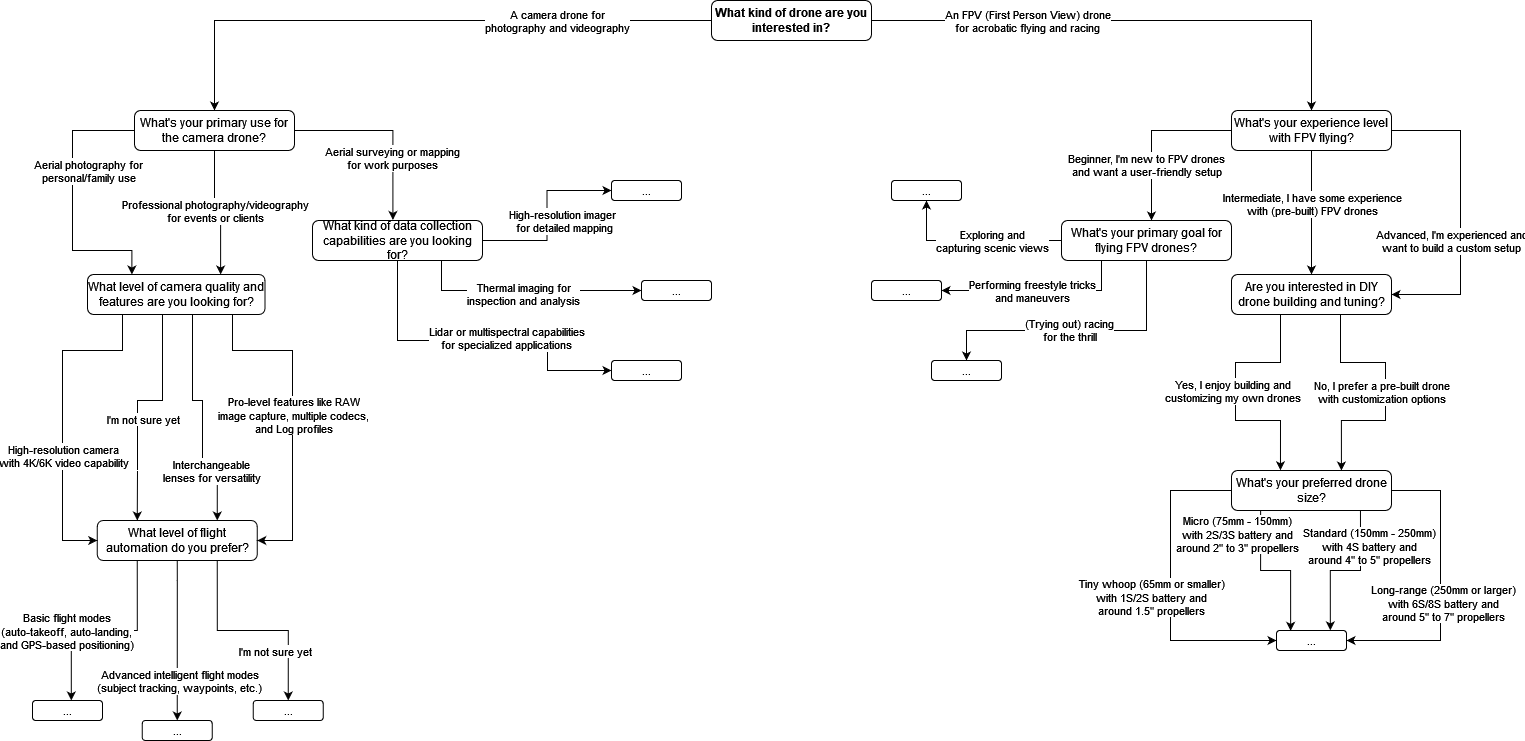 What kind of drone are you
interested in?
A camera drone for
photography and videography
An FPV (First Person View) drone
for acrobatic flying and racing
What's your primary use for
the camera drone?
Aerial photography for
personal/family use
Professional photography/videography
for events or clients
Aerial surveying or mapping
for work purposes
What kind of data collection
capabilities are you looking
for?
High-resolution imager
for detailed mapping
...
Thermal imaging for
inspection and analysis
...
Lidar or multispectral capabilities
for specialized applications
...
What level of camera quality and
features are you looking for?
High-resolution camera
with 4K/6K video capability
I'm not sure yet
Interchangeable
lenses for versatility
Pro-level features like RAW
image capture, multiple codecs,
and Log profiles
What level of flight
automation do you prefer?
Basic flight modes
(auto-takeoff, auto-landing,
and GPS-based positioning)
...
Advanced intelligent flight modes
(subject tracking, waypoints, etc.)
...
I'm not sure yet
...
What's your experience level
with FPV flying?
Beginner, I'm new to FPV drones
and want a user-friendly setup
Intermediate, I have some experience
with (pre-built) FPV drones
Advanced, I'm experienced and
want to build a custom setup
What's your primary goal for
flying FPV drones?
Exploring and
capturing scenic views
...
Performing freestyle tricks
and maneuvers
...
(Trying out) racing
for the thrill
...
Are you interested in DIY
drone building and tuning?
Yes, I enjoy building and
customizing my own drones
No, I prefer a pre-built drone
with customization options
What's your preferred drone
size?
Tiny whoop (65mm or smaller)
with 1S/2S battery and
around 1.5" propellers
Micro (75mm - 150mm)
with 2S/3S battery and
around 2" to 3" propellers
Standard (150mm - 250mm)
with 4S battery and
around 4" to 5" propellers
Long-range (250mm or larger)
with 6S/8S battery and
around 5" to 7" propellers
...